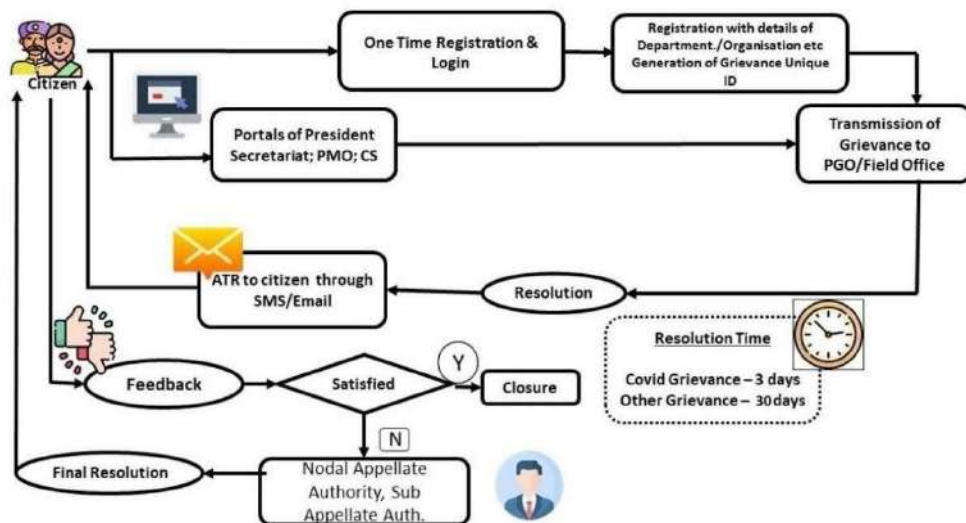 Citizen
One Time Registration &
Login
Registration with details of
Department./Organisation etc
Generation of Grievance Unique
ID
Portals of President
Secretariat; PMO; CS
Transmission of
Grievance to
PGO/Field Office
ATR to citizen through
SMS/Email
Resolution
Resolution Time
Covid Grievance – 3 days
Other Grievance – 30days
Feedback
Satisfied
Y
Closure
N
Final Resolution
Nodal Appellate
Authority, Sub
Appellate Auth.